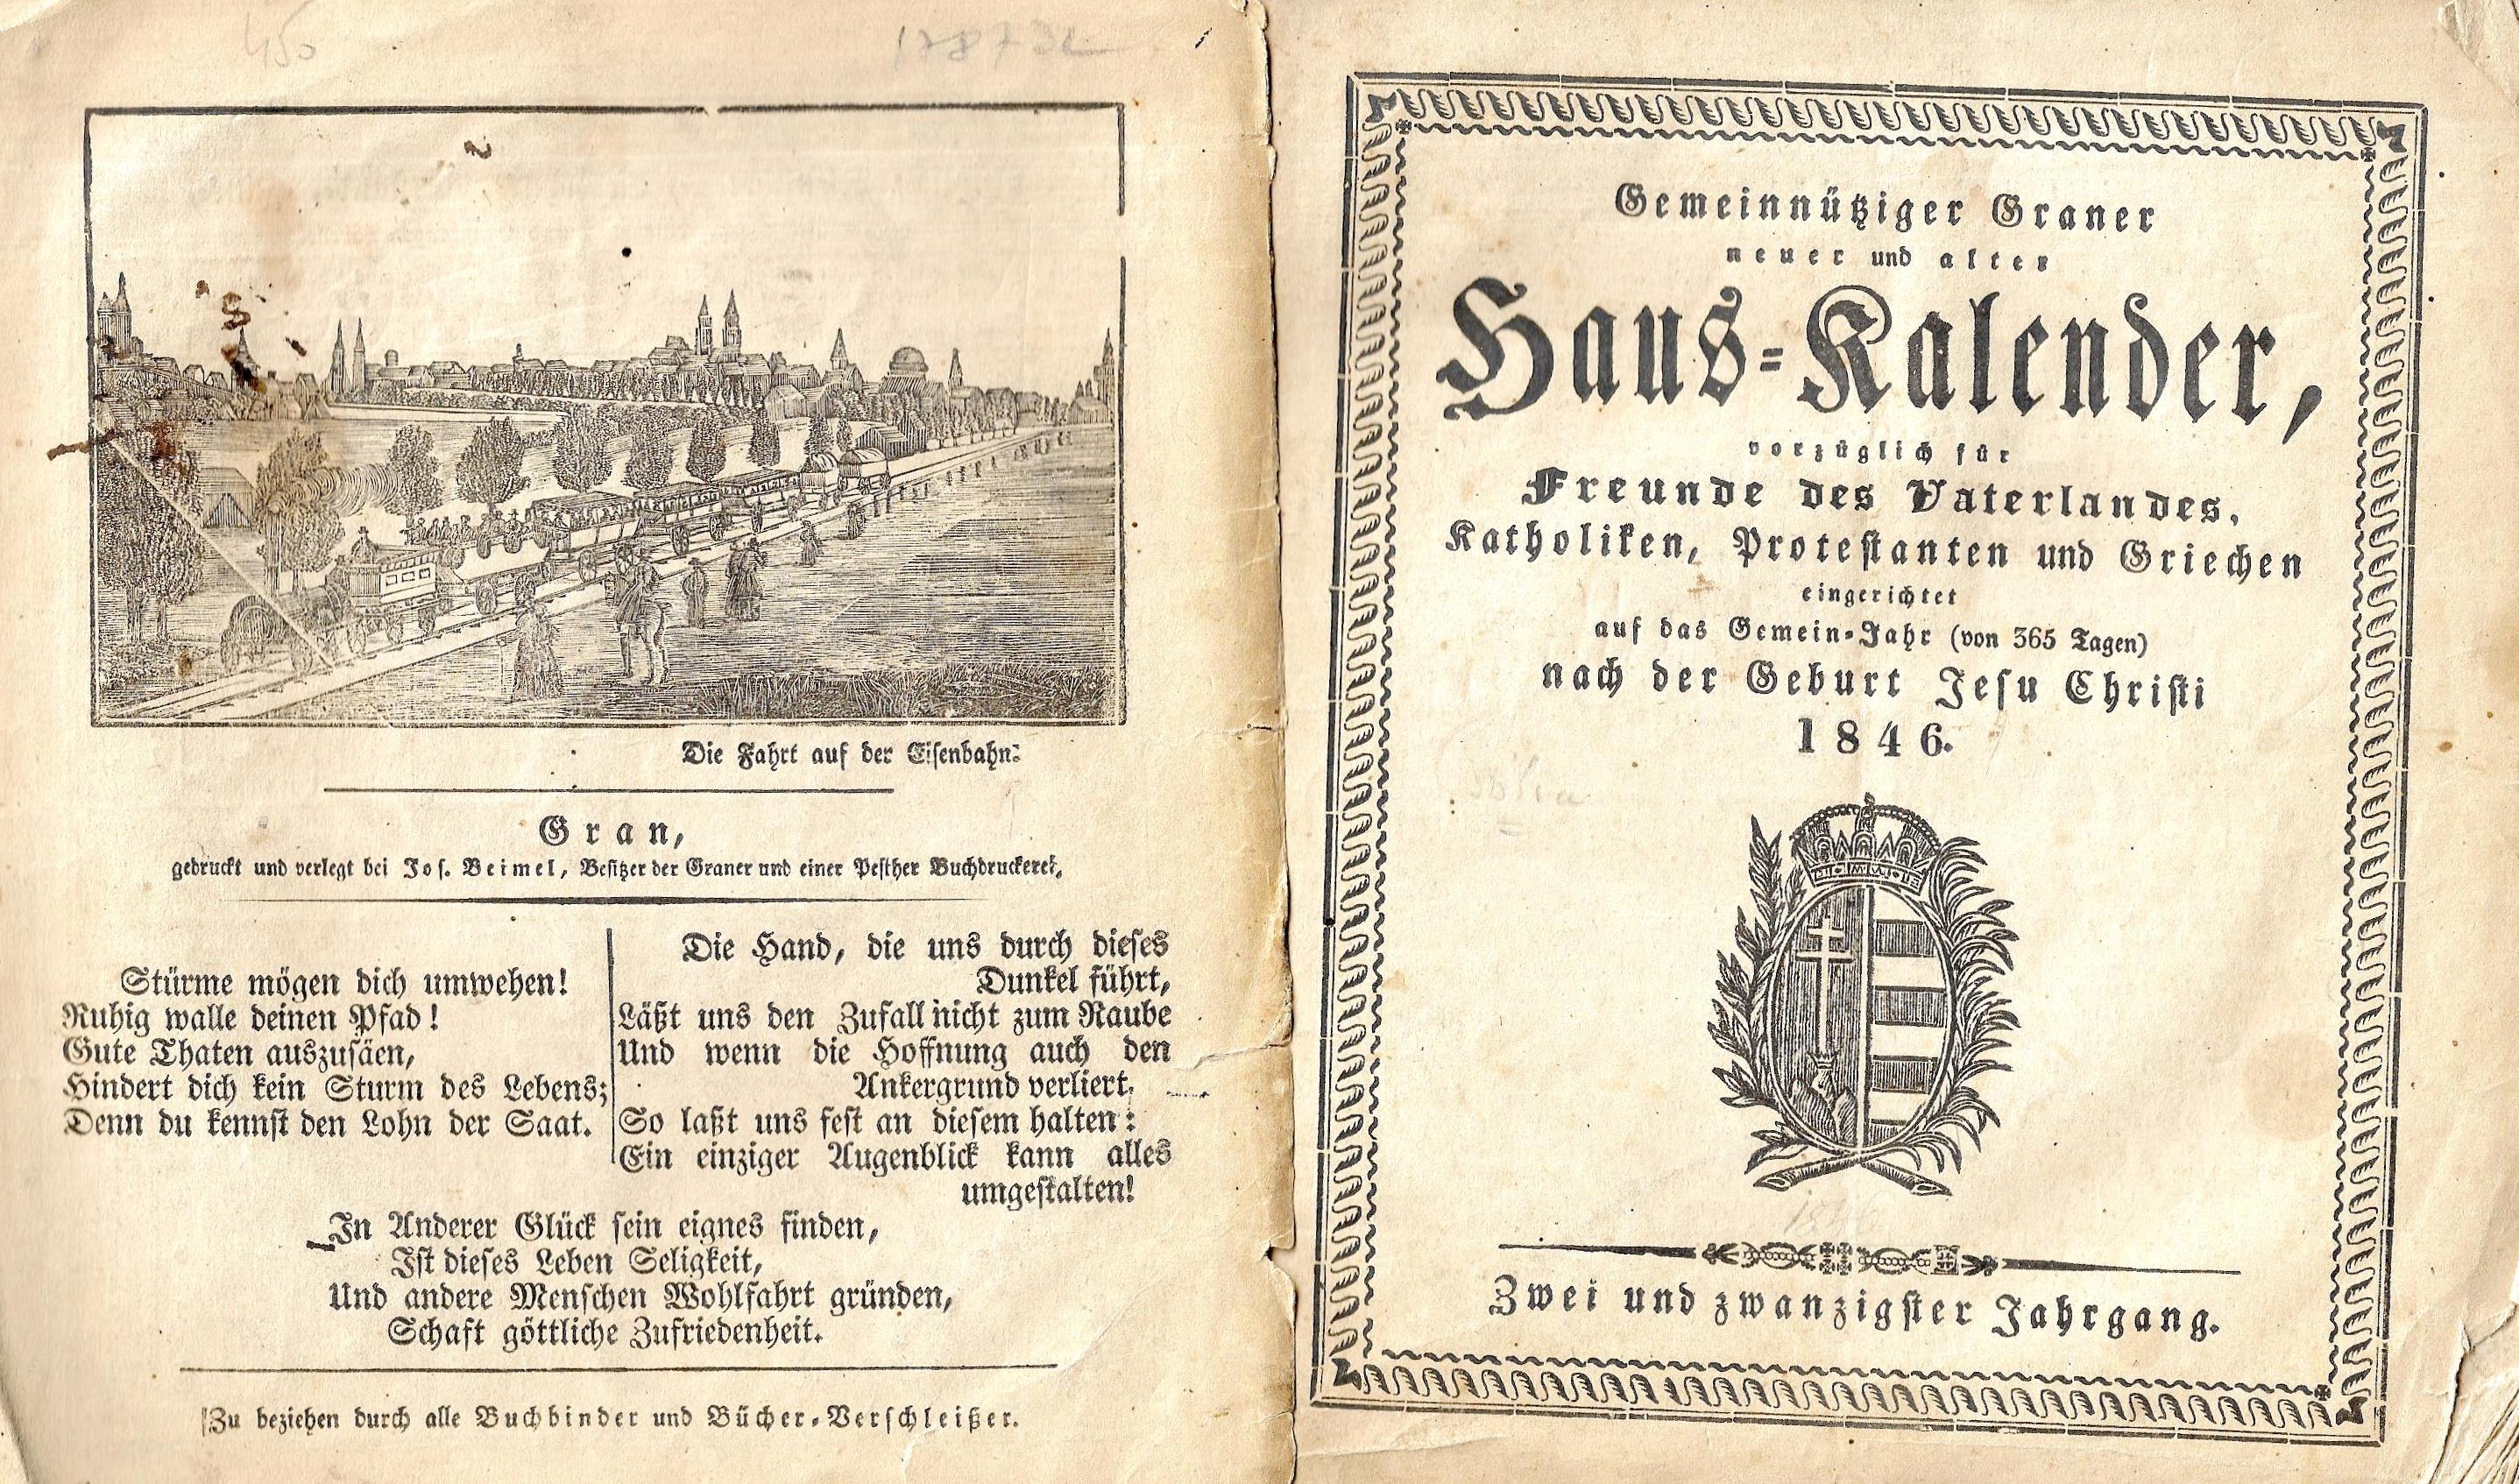 Die Fahrt auf der Eisenbahn.
Gran,
gedruckt und verlegt bei Jos. Beimel, Besitzer der Graner und einer Pesther Buchdruckerei.
Stürme mögen dich umwehen!
Ruhig walle deinen Pfad!
Gute Thaten auszusäen,
Hindert dich kein Sturm des Lebens;
Denn du kennst den Lohn der Saat.
Die Hand, die uns durch dieses
Dunkel führt,
Läßt uns den Zufall nicht zum Raube
Und wenn die Hoffnung auch den
Ankergrund verliert,
So laßt uns fest an diesem halten:
Ein einziger Augenblick kann alles
umgestalten!
In Anderer Glück sein eignes finden,
Ist dieses Leben Seligkeit,
Und andere Menschen Wohlfahrt gründen,
Schaft göttliche Zufriedenheit.
Zu beziehen durch alle Buchbinder und Bücher-Verschleißer.
Gemeinnütziger Graner
neuer und alter
Haus-Kalender,
vorzüglich für
Freunde des Vaterlandes,
Katholiken, Protestanten und Griechen
eingerichtet
auf das Gemein-Jahr (von 365 Tagen)
nach der Geburt Jesu Christi
1846.
Zwei und zwanzigster Jahrgang.